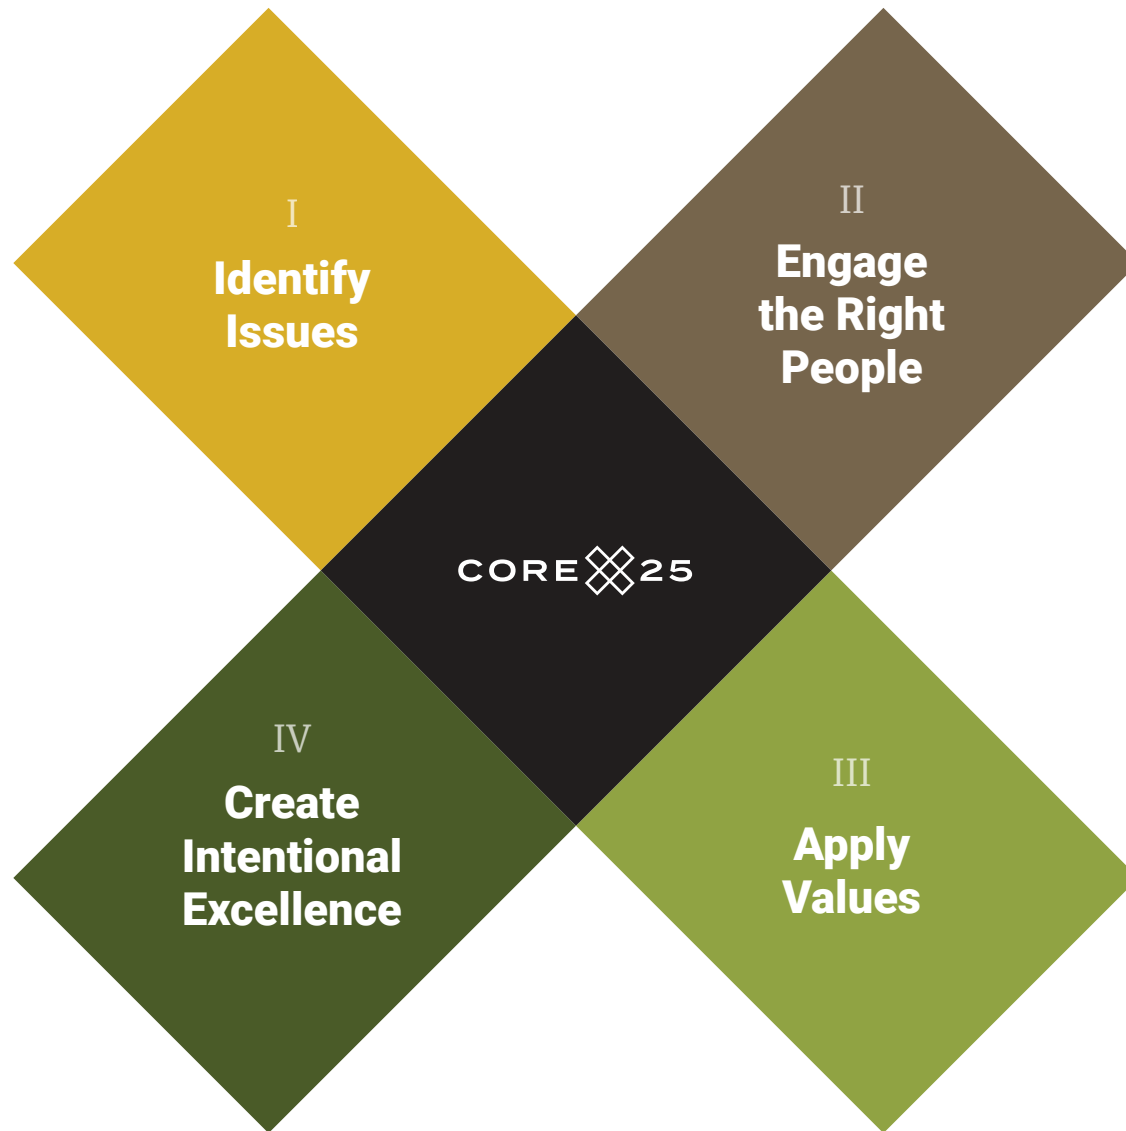 I
Identify
Issues
II
Engage
the Right
People
CORE 25
III
Apply
Values
IV
Create
Intentional
Excellence